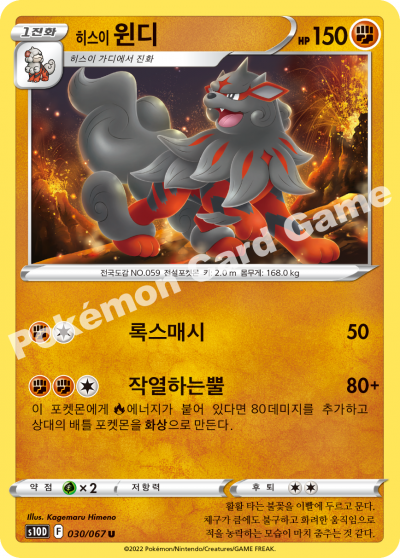 1진화
히스이 윈디
HP 150
히스이 가디에서 진화
전국도감 NO.059 전설포켓몬 키: 2.0 m 몸무게: 168.0 kg
Pokémon Card Game
록스매시 50
작열하는뿔 80+
이 포켓몬에게 에너지가 붙어 있다면 80데미지를 추가하고
상대의 배틀 포켓몬을 화상으로 만든다.
약점 ×2 저항력 후퇴
Illus. Kagemaru Himeno
s10D F 030/067 U
활활 타는 불꽃을 이빨에 두르고 문다.
체구가 큼에도 불구하고 화려한 움직임으로
적을 농락하는 모습이 마치 춤추는 것 같다.
©2022 Pokémon/Nintendo/Creatures/GAME FREAK.